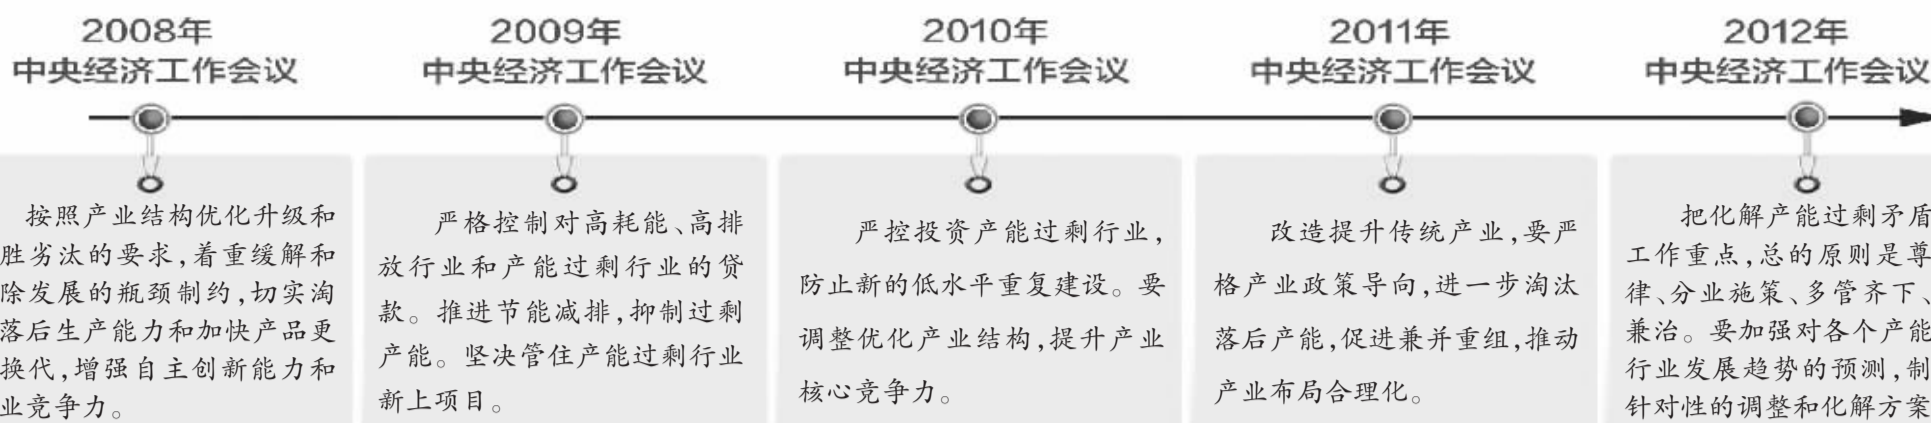 2008年
中央经济工作会议
按照产业结构优化升级和
胜劣汰的要求,着重缓解和
除发展的瓶颈制约,切实淘
落后生产能力和加快产品更
换代,增强自主创新能力和
业竞争力。
2009年
中央经济工作会议
严格控制对高耗能、高排
放行业和产能过剩行业的贷
款。推进节能减排,抑制过剩
产能。坚决管住产能过剩行业
新上项目。
2010年
中央经济工作会议
严控投资产能过剩行业,
防止新的低水平重复建设。要
调整优化产业结构,提升产业
核心竞争力。
2011年
中央经济工作会议
改造提升传统产业,要严
格产业政策导向,进一步淘汰
落后产能,促进兼并重组,推动
产业布局合理化。
2012年
中央经济工作会议
把化解产能过剩矛盾
工作重点,总的原则是尊
律、分业施策、多管齐下、
兼治。要加强对各个产能
行业发展趋势的预测,制
针对性的调整和化解方案